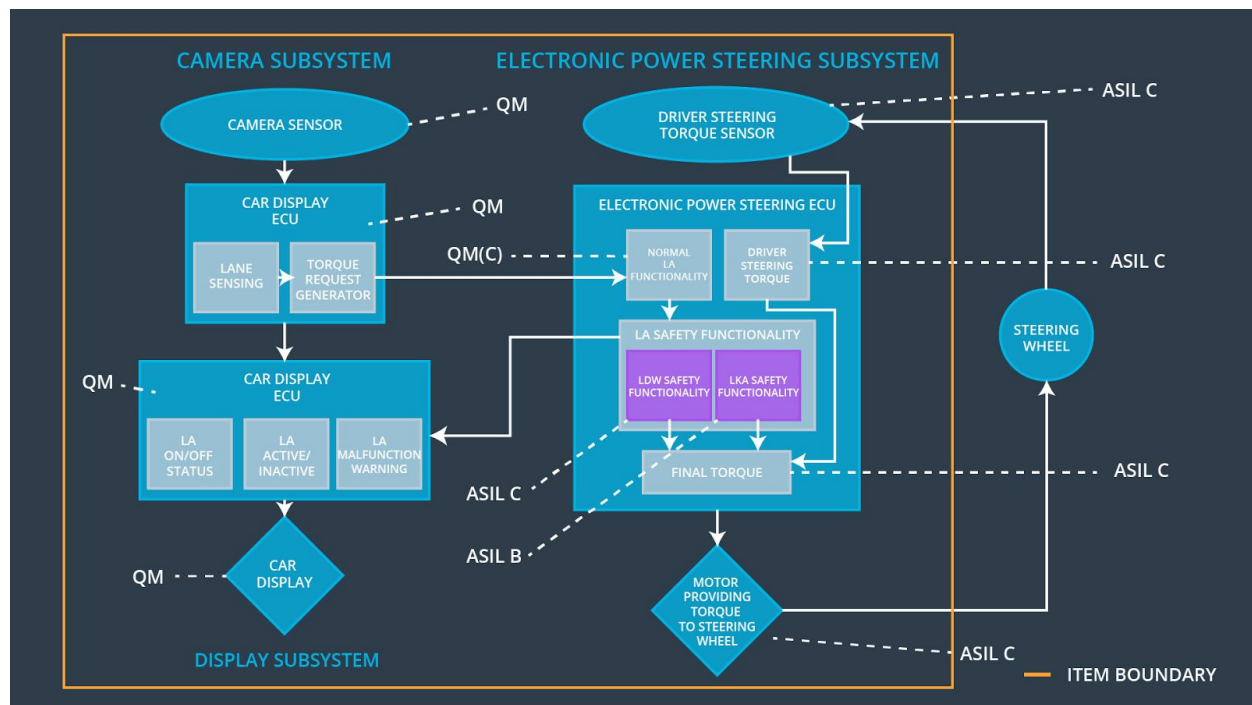 CAMERA SUBSYSTEM
ELECTRONIC POWER STEERING SUBSYSTEM
CAMERA SENSOR
QM
DRIVER STEERING
TORQUE SENSOR
ASIL C
CAR DISPLAY
ECU
QM
LANE
SENSING
TORQUE
REQUEST
GENERATOR
ELECTRONIC POWER STEERING ECU
QM(C)
NORMAL
LA
FUNCTIONALITY
DRIVER
STEERING
TORQUE
ASIL C
STEERING
WHEEL
LA SAFETY FUNCTIONALITY
LDW SAFETY
FUNCTIONALITY
LKA SAFETY
FUNCTIONALITY
QM
CAR DISPLAY
ECU
LA
ON/OFF
STATUS
LA
ACTIVE/
INACTIVE
LA
MALFUNCTION
WARNING
FINAL TORQUE
ASIL C
ASIL C
ASIL B
QM
CAR
DISPLAY
MOTOR
PROVIDING
TORQUE
TO STEERING
WHEEL
ASIL C
DISPLAY SUBSYSTEM
ITEM BOUNDARY